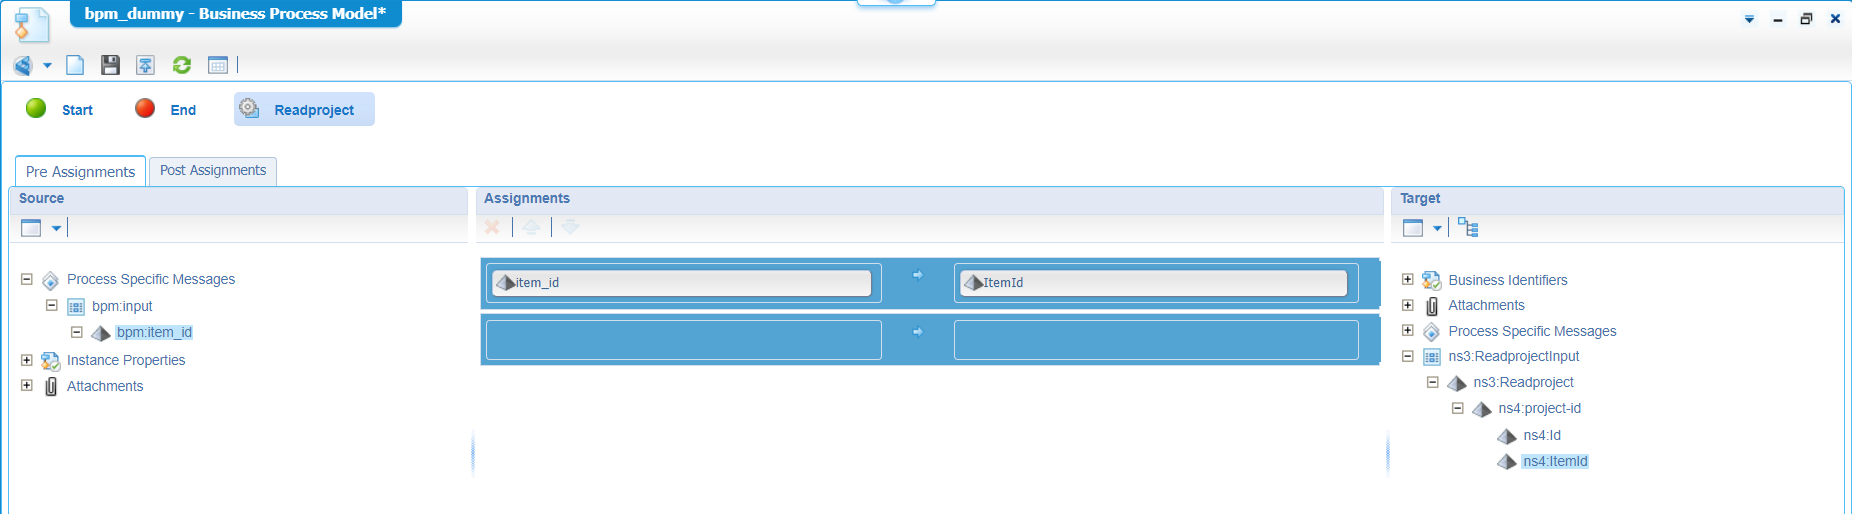 bpm_dummy - Business Process Model*
Start End Readproject
Pre Assignments Post Assignments
Source
Process Specific Messages
bpm:input
bpm:item_id
Instance Properties
Attachments
Assignments
item_id ItemId
Target
Business Identifiers
Attachments
Process Specific Messages
ns3:ReadprojectInput
ns3:Readproject
ns4:project-id
ns4:Id
ns4:ItemId